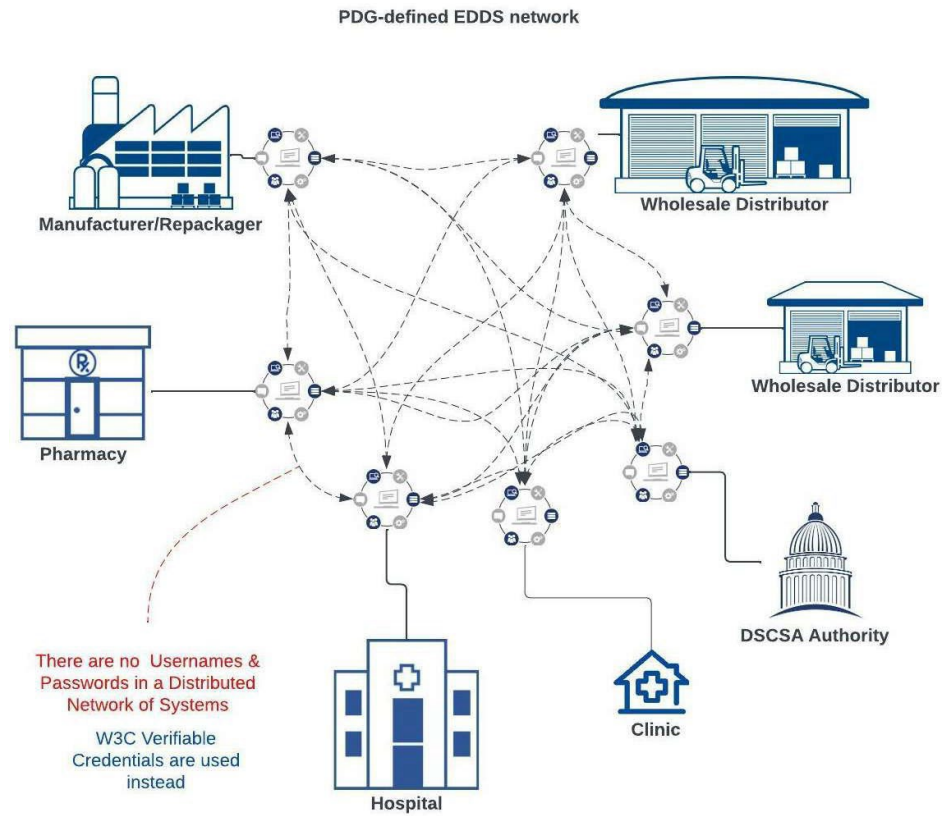 PDG-defined EDDS network
Manufacturer/Repackager
Wholesale Distributor
Rx
Pharmacy
Wholesale Distributor
DSCSA Authority
There are no Usernames &
Passwords in a Distributed
Network of Systems
W3C Verifiable
Credentials are used
instead
Clinic
Hospital